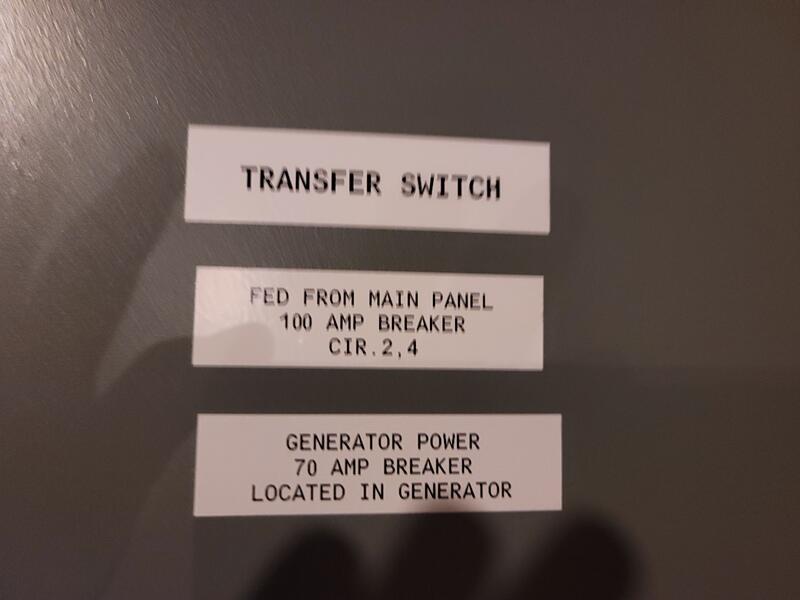 TRANSFER SWITCH
FED FROM MAIN PANEL
100 AMP BREAKER
CIR.2,4
GENERATOR POWER
70 AMP BREAKER
LOCATED IN GENERATOR